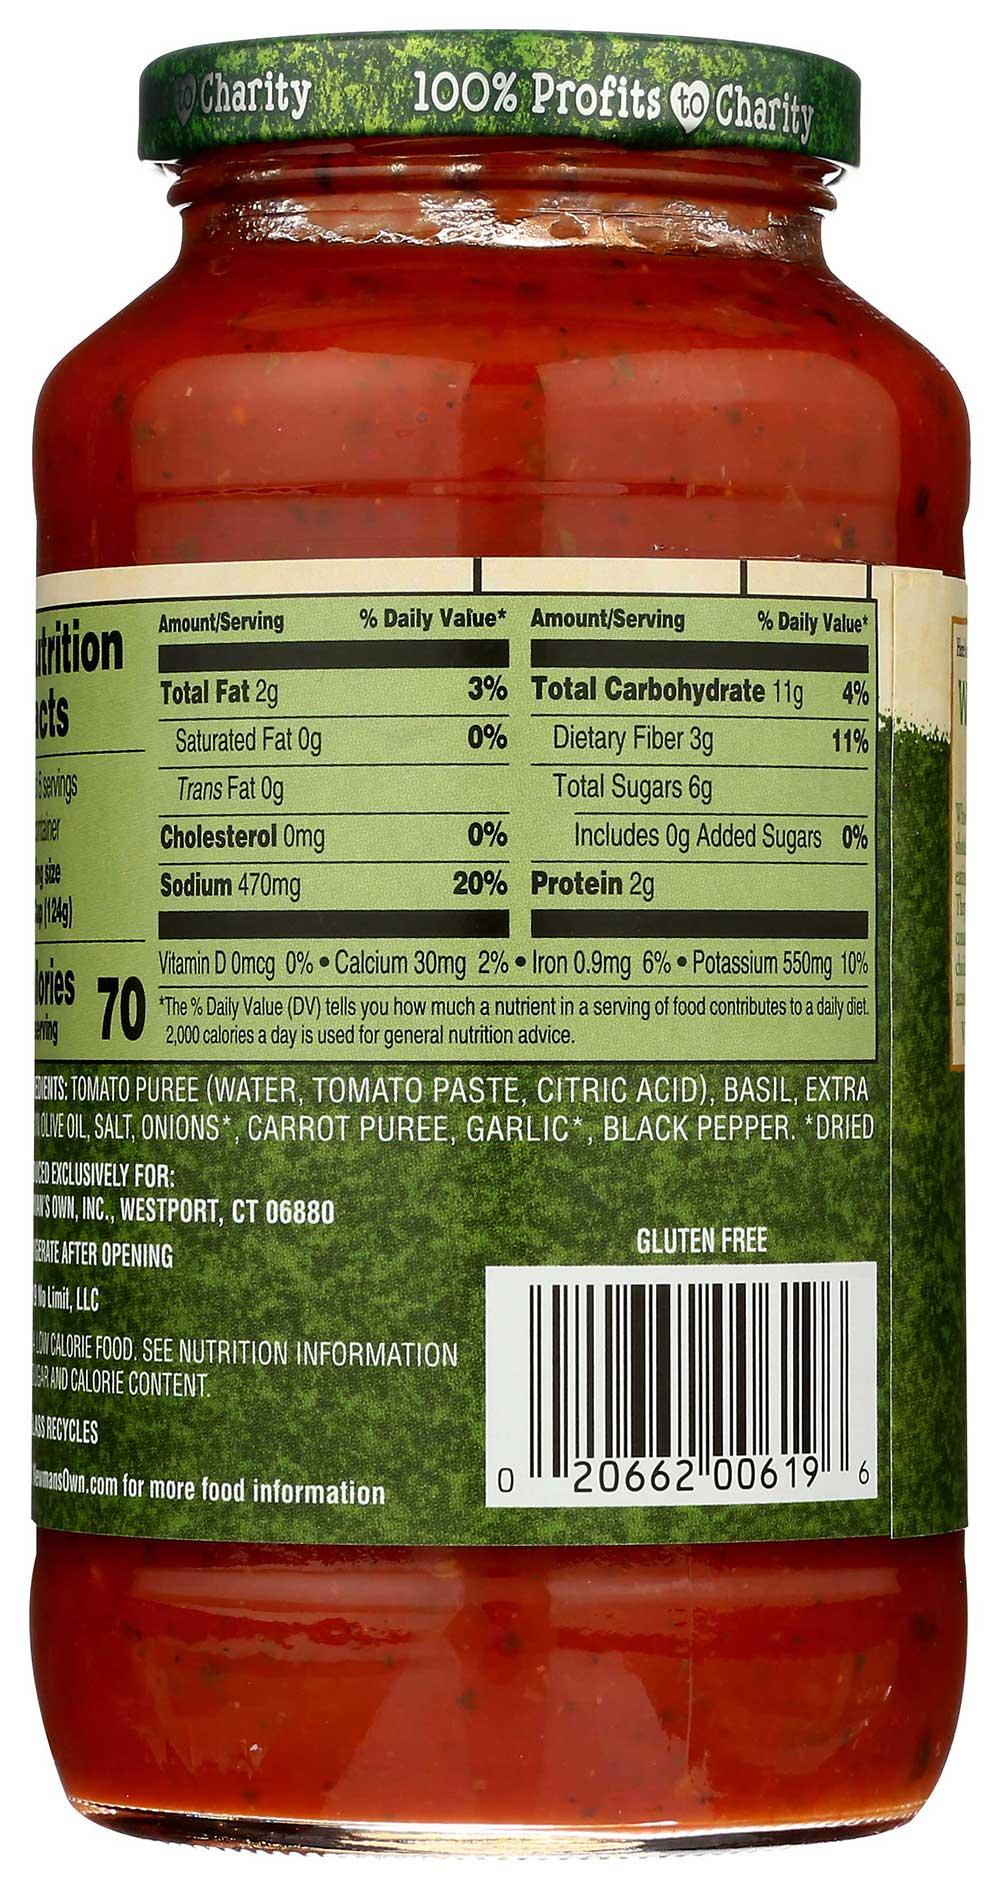 to Charity 100% Profits to Charity
Amount/Serving % Daily Value* Amount/Serving % Daily Value*
Total Fat 2g 3% Total Carbohydrate 11g 4%
Saturated Fat 0g 0% Dietary Fiber 3g 11%
Trans Fat 0g Total Sugars 6g
Cholesterol 0mg 0% Includes 0g Added Sugars 0%
Sodium 470mg 20% Protein 2g
Vitamin D 0mcg 0% • Calcium 30mg 2% • Iron 0.9mg 6% • Potassium 550mg 10%
*The % Daily Value (DV) tells you how much a nutrient in a serving of food contributes to a daily diet.
2,000 calories a day is used for general nutrition advice.
utrition
cts
5 servings
size
(124g)
70
TOMATO PUREE (WATER, TOMATO PASTE, CITRIC ACID), BASIL, EXTRA
OLIVE OIL, SALT, ONIONS*, CARROT PUREE, GARLIC*, BLACK PEPPER. *DRIED
EXCLUSIVELY FOR:
OWN, INC., WESTPORT, CT 06880
AFTER OPENING
No Limit, LLC
LOW CALORIE FOOD. SEE NUTRITION INFORMATION
AND CALORIE CONTENT.
RECYCLES
ewmansOwn.com for more food information
GLUTEN FREE
0 20662 00619 6